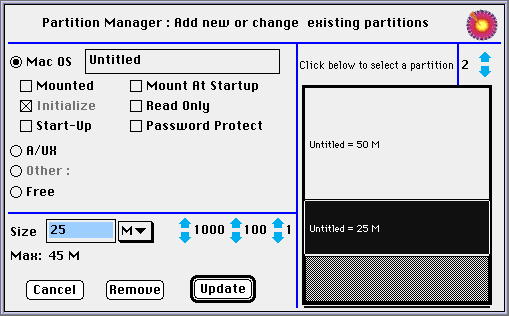 Partition Manager : Add new or change existing partitions
Mac OS
Untitled
Mounted
Mount At Startup
Initialize
Read Only
Start-Up
Password Protect
A/UX
Other :
Free
Size
25
M
1000
100
1
Max: 45 M
Cancel
Remove
Update
Click below to select a partition
2
Untitled = 50 M
Untitled = 25 M